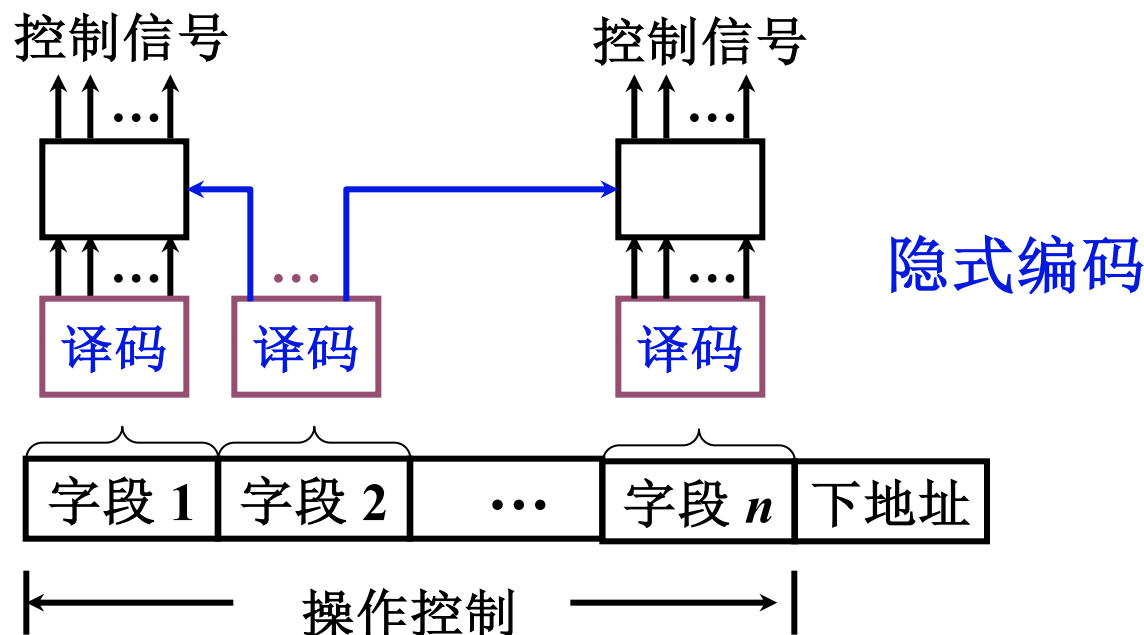 控制信号 控制信号
… …
… … …
隐式编码
译码 译码 译码
字段 1 字段 2 … 字段 n 下地址
操作控制